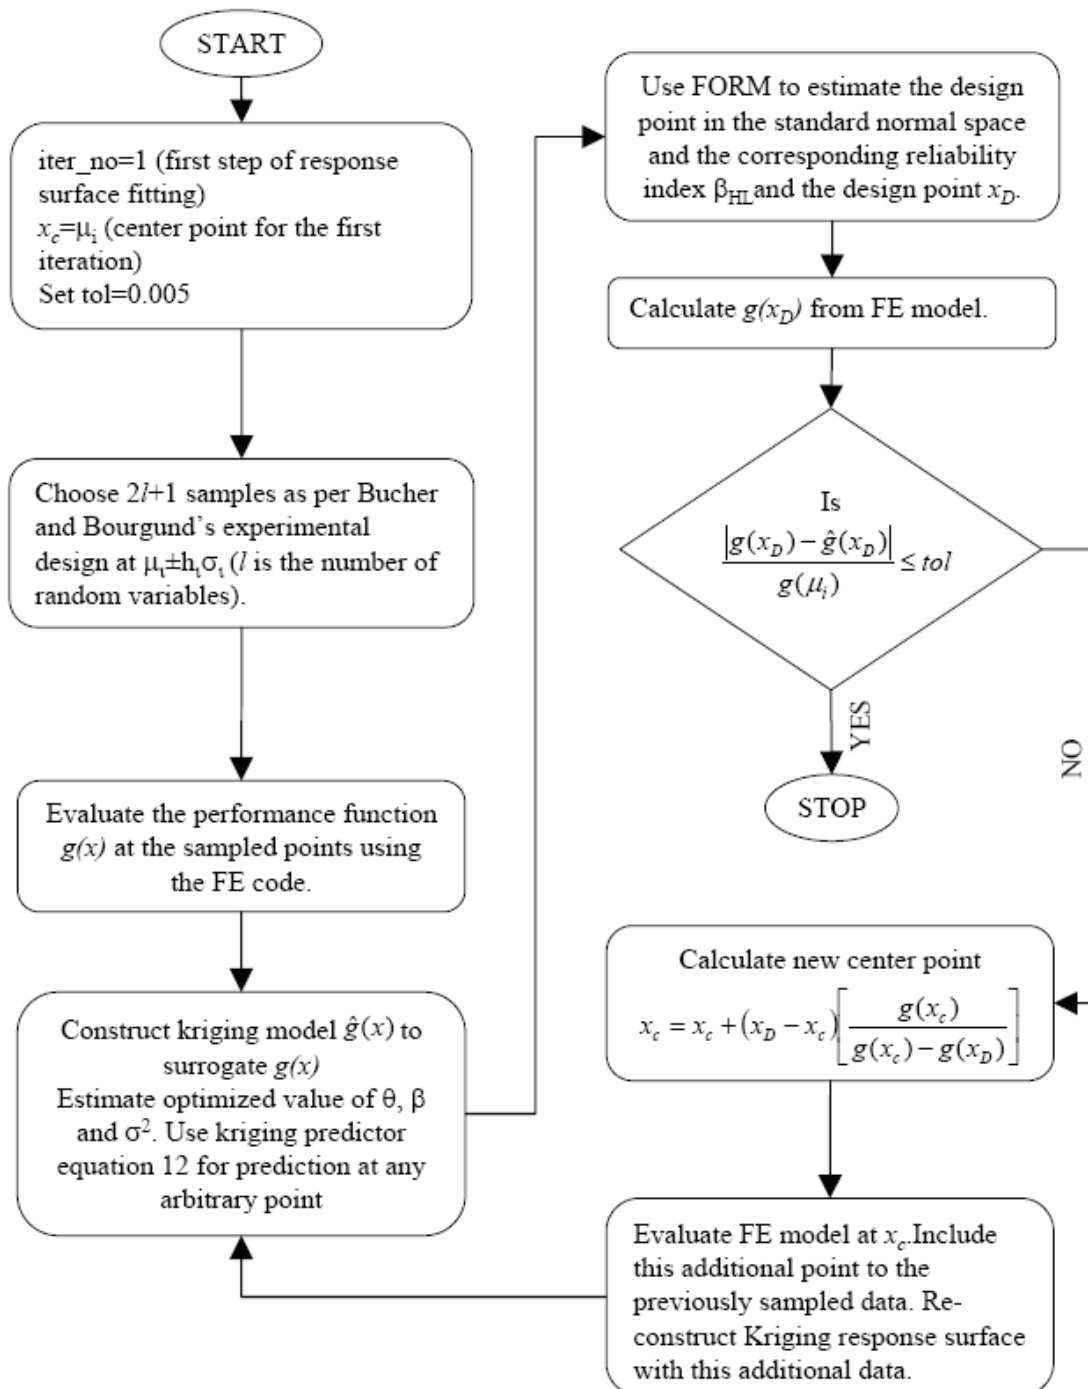 START
iter_no=1 (first step of response
surface fitting)
x_c=μ_i (center point for the first
iteration)
Set tol=0.005
Choose 2l+1 samples as per Bucher
and Bourgund's experimental
design at μ_i±h_iσ_i (l is the number of
random variables).
Evaluate the performance function
g(x) at the sampled points using
the FE code.
Construct kriging model ĝ(x) to
surrogate g(x)
Estimate optimized value of θ, β
and σ². Use kriging predictor
equation 12 for prediction at any
arbitrary point
Use FORM to estimate the design
point in the standard normal space
and the corresponding reliability
index β_HL and the design point x_D.
Calculate g(x_D) from FE model.
Is
|g(x_D) − ĝ(x_D)| / g(μ_i) ≤ tol
YES
NO
STOP
Calculate new center point
x_c = x_c + (x_D − x_c)[g(x_c) / (g(x_c) − g(x_D))]
Evaluate FE model at x_c.Include
this additional point to the
previously sampled data. Re-
construct Kriging response surface
with this additional data.